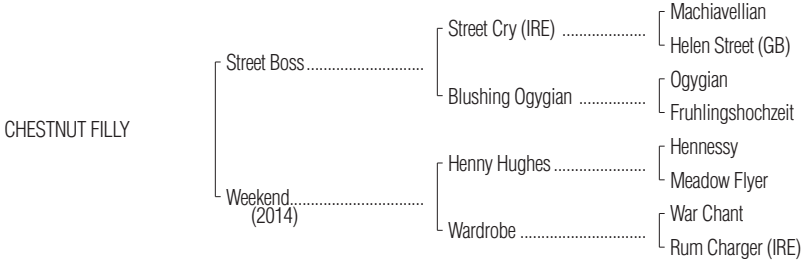 Machiavellian
Street Cry (IRE) ....................
Helen Street (GB)
Street Boss............................
Ogygian
Blushing Ogygian ................
Fruhlingshochzeit
CHESTNUT FILLY
Hennessy
Henny Hughes ......................
Meadow Flyer
Weekend................................
(2014)
War Chant
Wardrobe ..............................
Rum Charger (IRE)